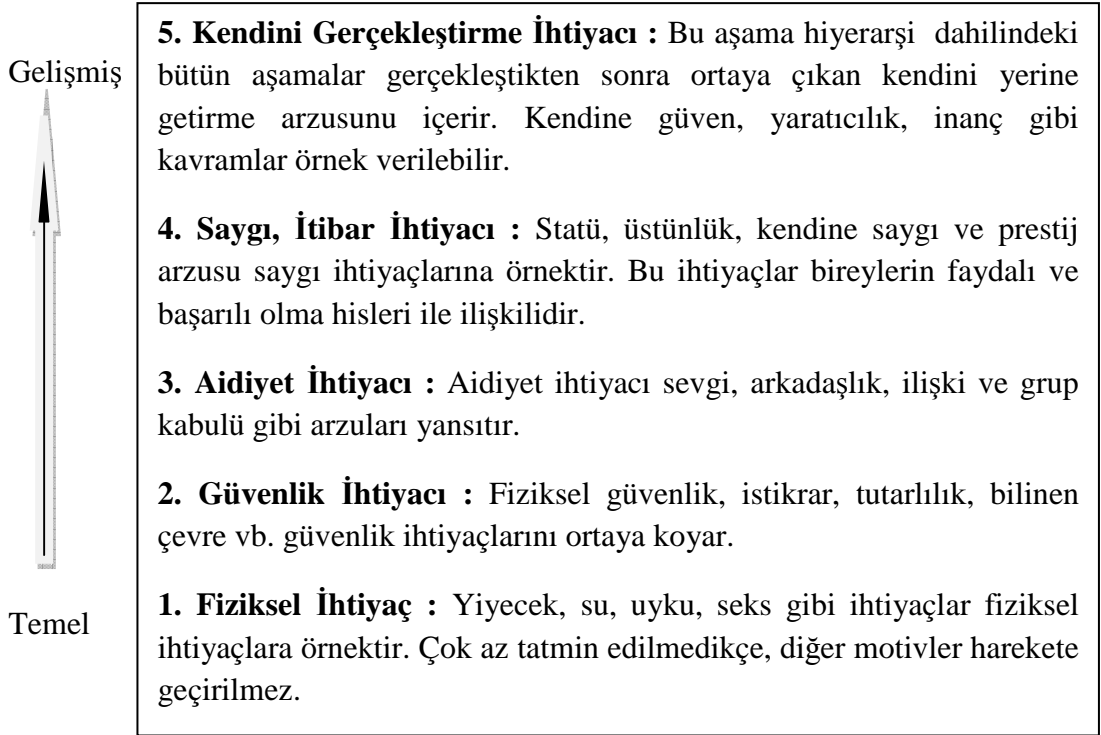 Gelişmiş
5. Kendini Gerçekleştirme İhtiyacı : Bu aşama hiyerarşi dahilindeki
bütün aşamalar gerçekleştikten sonra ortaya çıkan kendini yerine
getirme arzusunu içerir. Kendine güven, yaratıcılık, inanç gibi
kavramlar örnek verilebilir.
4. Saygı, İtibar İhtiyacı : Statü, üstünlük, kendine saygı ve prestij
arzusu saygı ihtiyaçlarına örnektir. Bu ihtiyaçlar bireylerin faydalı ve
başarılı olma hisleri ile ilişkilidir.
3. Aidiyet İhtiyacı : Aidiyet ihtiyacı sevgi, arkadaşlık, ilişki ve grup
kabulü gibi arzuları yansıtır.
2. Güvenlik İhtiyacı : Fiziksel güvenlik, istikrar, tutarlılık, bilinen
çevre vb. güvenlik ihtiyaçlarını ortaya koyar.
1. Fiziksel İhtiyaç : Yiyecek, su, uyku, seks gibi ihtiyaçlar fiziksel
ihtiyaçlara örnektir. Çok az tatmin edilmedikçe, diğer motivler harekete
geçirilmez.
Temel